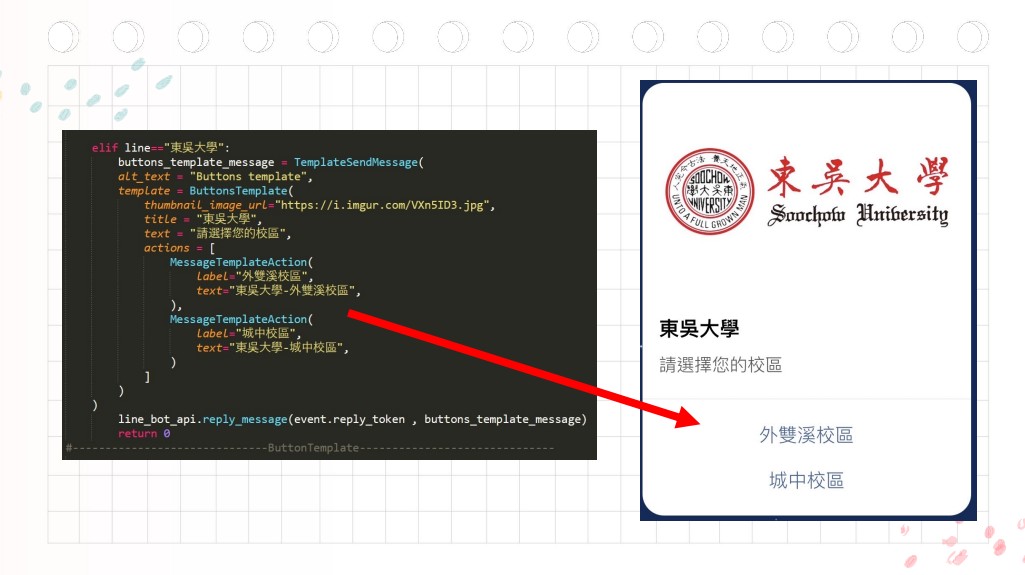 elif line=="東吳大學":
buttons_template_message = TemplateSendMessage(
alt_text = "Buttons template",
template = ButtonsTemplate(
thumbnail_image_url="https://i.imgur.com/VXn5ID3.jpg",
title = "東吳大學",
text = "請選擇您的校區",
actions = [
MessageTemplateAction(
label="外雙溪校區",
text="東吳大學-外雙溪校區",
),
MessageTemplateAction(
label="城中校區",
text="東吳大學-城中校區",
)
]
)
)
line_bot_api.reply_message(event.reply_token , buttons_template_message)
return 0
#-----------------------------ButtonTemplate-----------------------------
SOOCHOW
學大吳東
UNIVERSITY
UNTO A FULL GROWN MAN
東吳大學
Soochow University
東吳大學
請選擇您的校區
外雙溪校區
城中校區